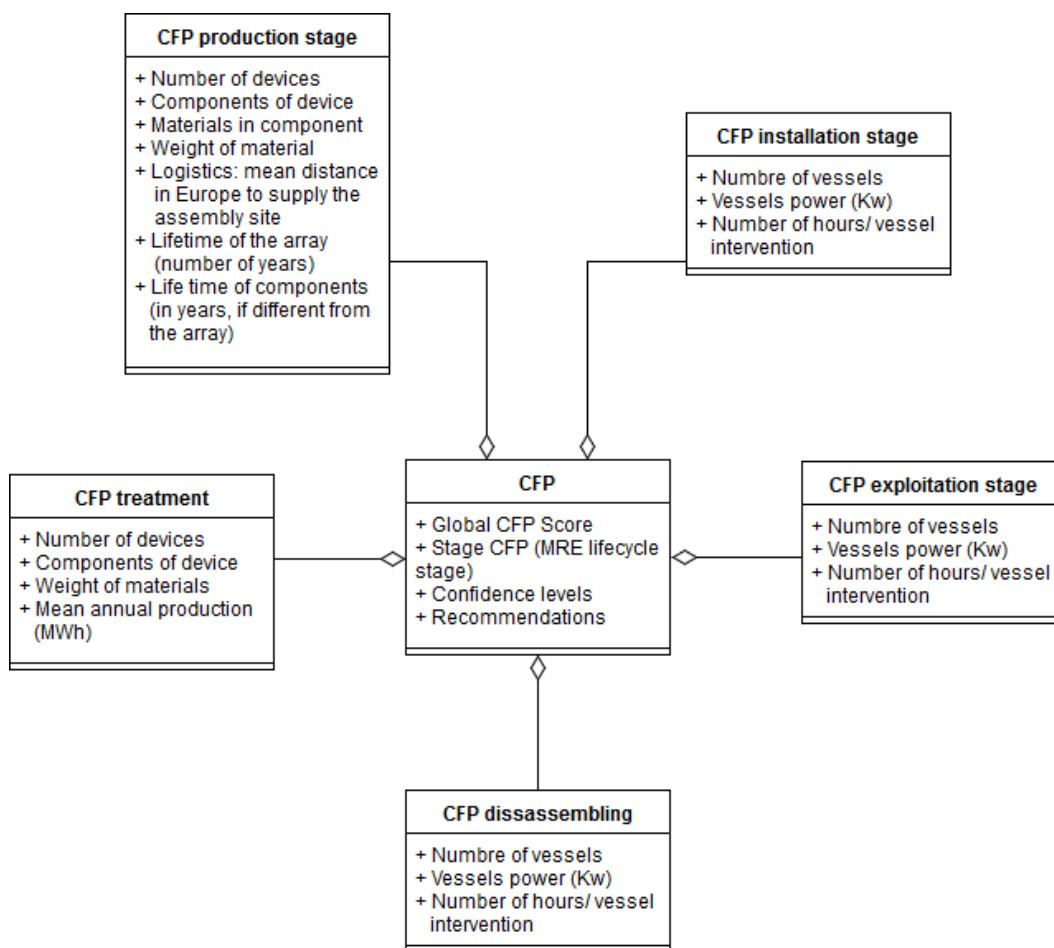 CFP production stage
+ Number of devices
+ Components of device
+ Materials in component
+ Weight of material
+ Logistics: mean distance
in Europe to supply the
assembly site
+ Lifetime of the array
(number of years)
+ Life time of components
(in years, if different from
the array)
CFP installation stage
+ Numbre of vessels
+ Vessels power (Kw)
+ Number of hours/ vessel
intervention
CFP treatment
+ Number of devices
+ Components of device
+ Weight of materials
+ Mean annual production
(MWh)
CFP
+ Global CFP Score
+ Stage CFP (MRE lifecycle
stage)
+ Confidence levels
+ Recommendations
CFP exploitation stage
+ Numbre of vessels
+ Vessels power (Kw)
+ Number of hours/ vessel
intervention
CFP dissassembling
+ Numbre of vessels
+ Vessels power (Kw)
+ Number of hours/ vessel
intervention